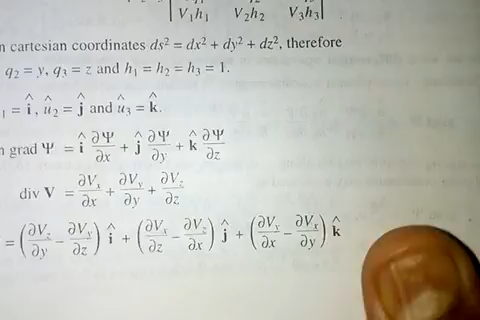 V₁h₁ V₂h₂ V₃h₃
n cartesian coordinates ds² = dx² + dy² + dz², therefore
q₂ = y, q₃ = z and h₁ = h₂ = h₃ = 1.
₁ = î, û₂ = ĵ and û₃ = k̂.
n grad Ψ = î ∂Ψ/∂x + ĵ ∂Ψ/∂y + k̂ ∂Ψ/∂z
div V = ∂Vₓ/∂x + ∂Vᵧ/∂y + ∂V_z/∂z
= (∂V_z/∂y − ∂Vᵧ/∂z) î + (∂Vₓ/∂z − ∂V_z/∂x) ĵ + (∂Vᵧ/∂x − ∂Vₓ/∂y) k̂